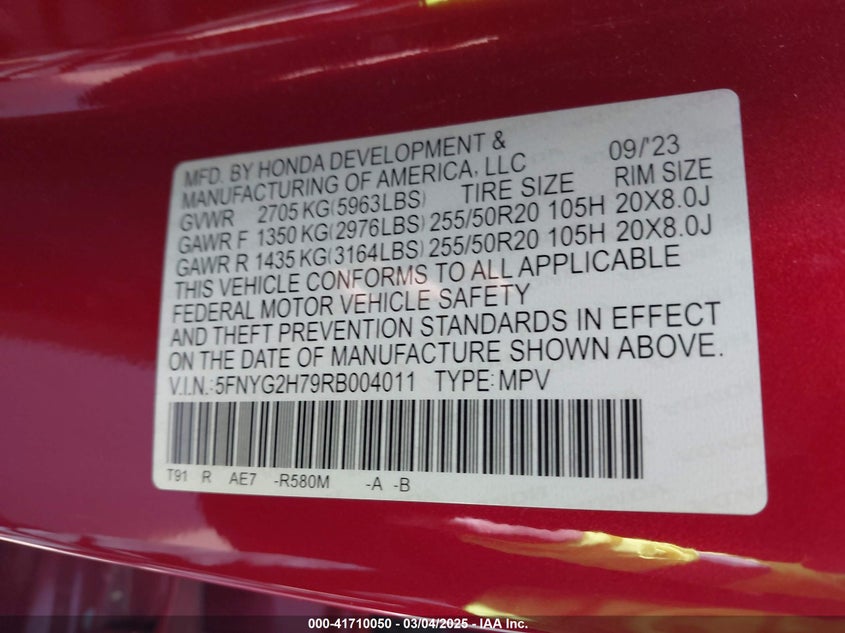 MFD. BY HONDA DEVELOPMENT &
MANUFACTURING OF AMERICA, LLC 09/'23
GVWR 2705 KG(5963LBS) TIRE SIZE RIM SIZE
GAWR F 1350 KG(2976LBS) 255/50R20 105H 20X8.0J
GAWR R 1435 KG(3164LBS) 255/50R20 105H 20X8.0J
THIS VEHICLE CONFORMS TO ALL APPLICABLE
FEDERAL MOTOR VEHICLE SAFETY
AND THEFT PREVENTION STANDARDS IN EFFECT
ON THE DATE OF MANUFACTURE SHOWN ABOVE.
V.I.N.: 5FNYG2H79RB004011 TYPE: MPV
T91 R AE7 -R580M -A -B
000-41710050 - 03/04/2025 - IAA Inc.